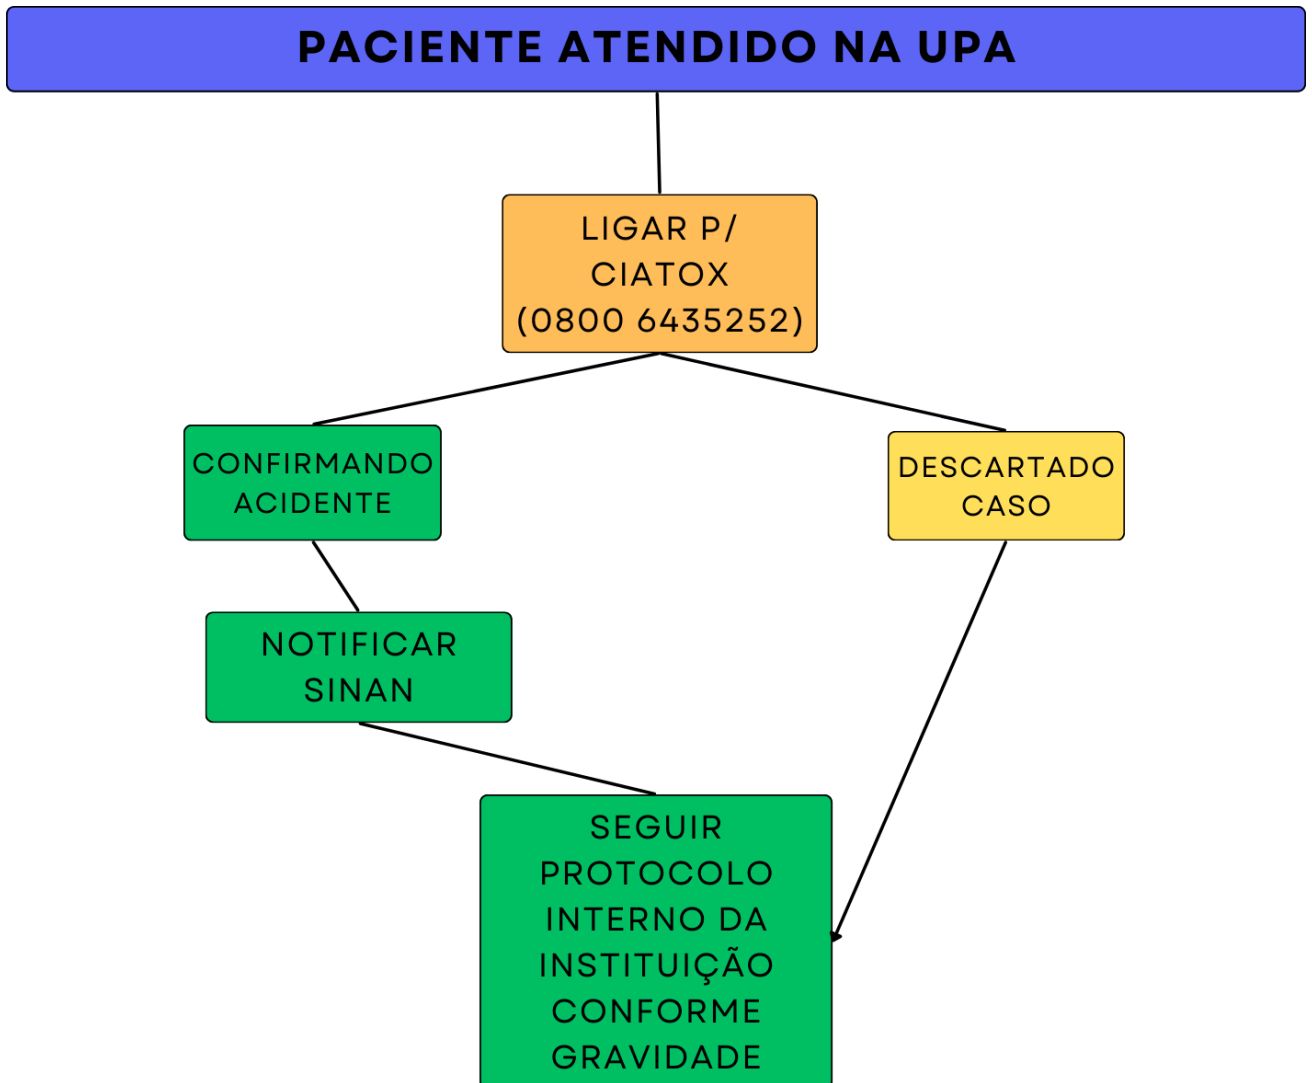 PACIENTE ATENDIDO NA UPA
LIGAR P/
CIATOX
(0800 6435252)
CONFIRMANDO
ACIDENTE
DESCARTADO
CASO
NOTIFICAR
SINAN
SEGUIR
PROTOCOLO
INTERNO DA
INSTITUIÇÃO
CONFORME
GRAVIDADE